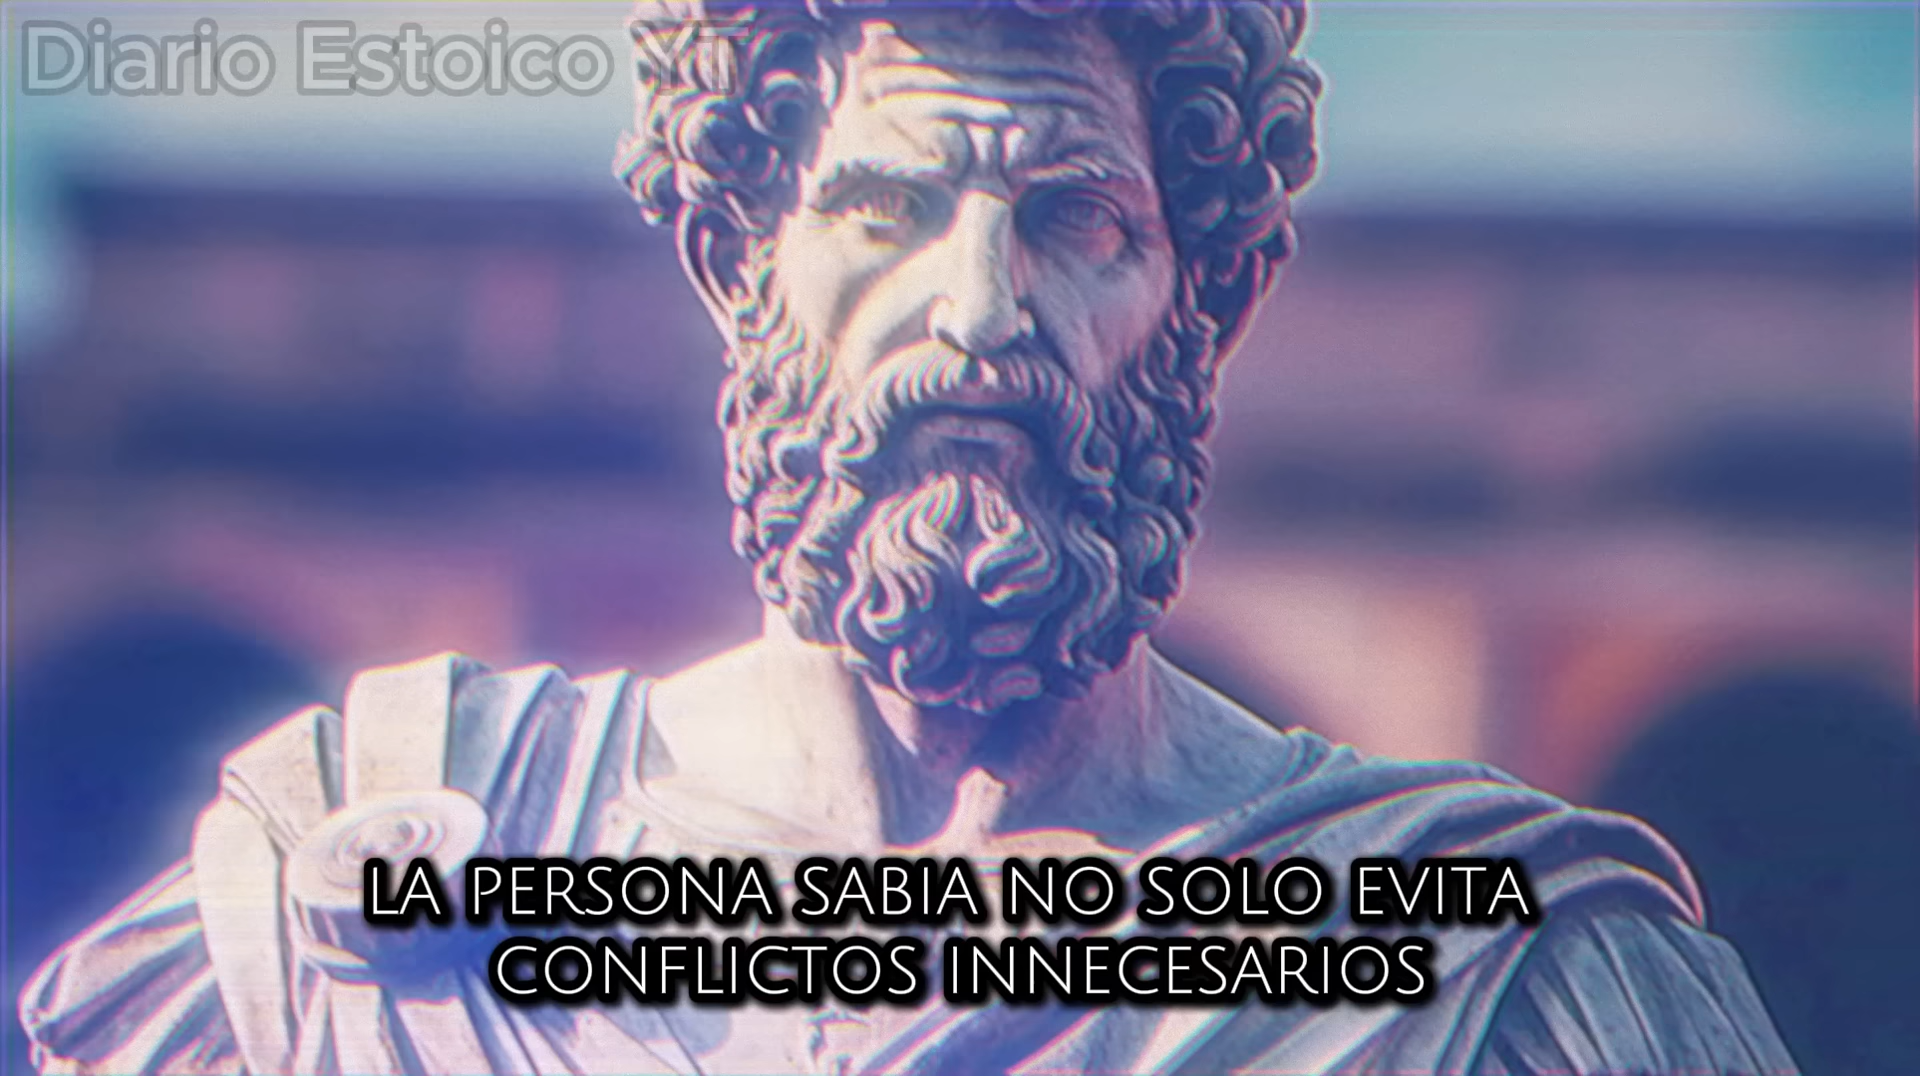 Diario Estoico YT
LA PERSONA SABIA NO SOLO EVITA
CONFLICTOS INNECESARIOS